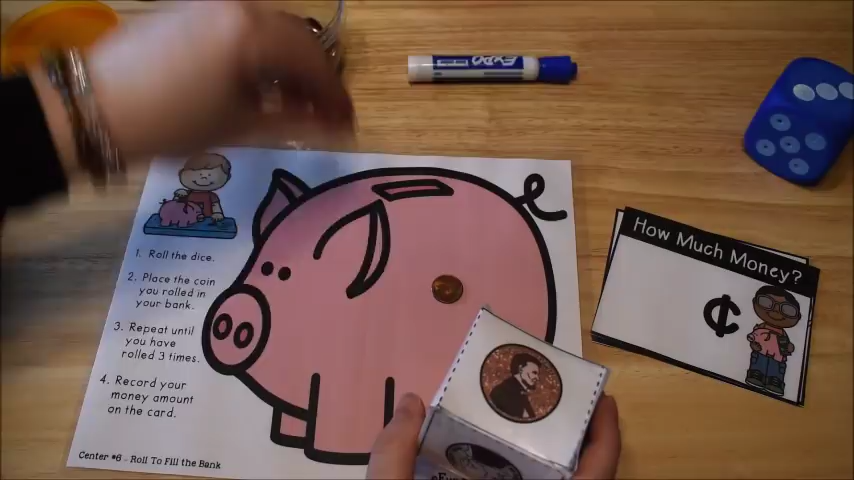 EXPO
How Much Money?
¢
1. Roll the dice.
2. Place the coin
you rolled in
your bank.
3. Repeat until
you have
rolled 3 times.
4. Record your
money amount
on the card.
Center #6 - Roll To Fill the Bank